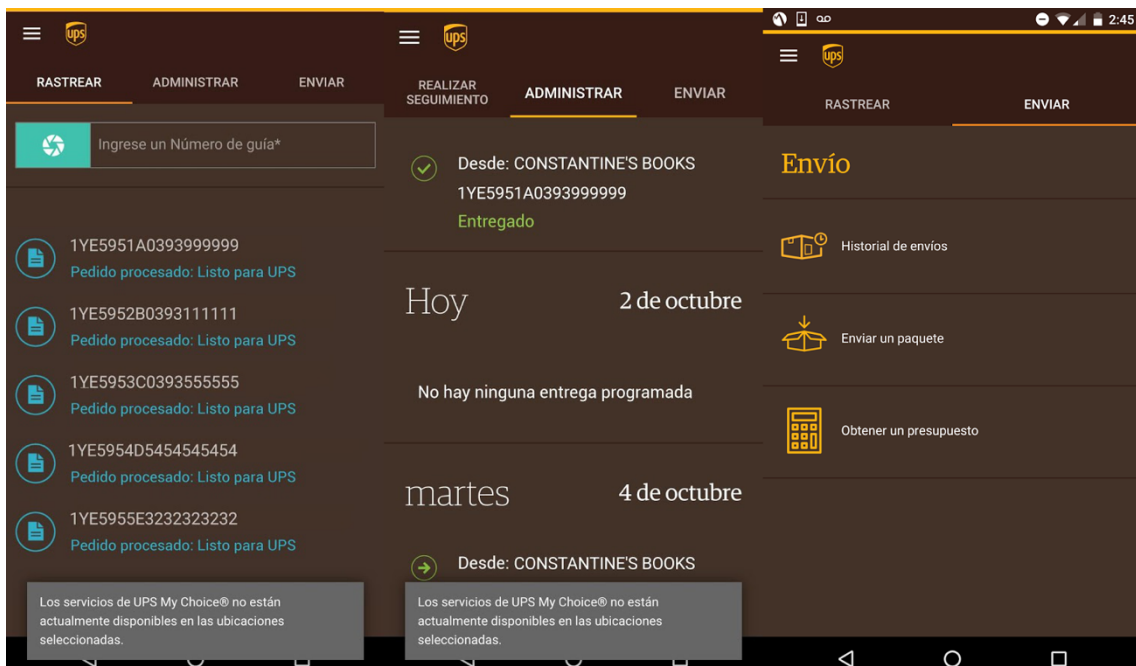 ups
RASTREAR ADMINISTRAR ENVIAR
Ingrese un Número de guía*
1YE5951A0393999999
Pedido procesado: Listo para UPS
1YE5952B0393111111
Pedido procesado: Listo para UPS
1YE5953C0393555555
Pedido procesado: Listo para UPS
1YE5954D5454545454
Pedido procesado: Listo para UPS
1YE5955E3232323232
Pedido procesado: Listo para UPS
Los servicios de UPS My Choice® no están
actualmente disponibles en las ubicaciones
seleccionadas.
ups
REALIZAR
SEGUIMIENTO ADMINISTRAR ENVIAR
Desde: CONSTANTINE'S BOOKS
1YE5951A0393999999
Entregado
Hoy 2 de octubre
No hay ninguna entrega programada
martes 4 de octubre
Desde: CONSTANTINE'S BOOKS
Los servicios de UPS My Choice® no están
actualmente disponibles en las ubicaciones
seleccionadas.
2:45
ups
RASTREAR ENVIAR
Envío
Historial de envíos
Enviar un paquete
Obtener un presupuesto